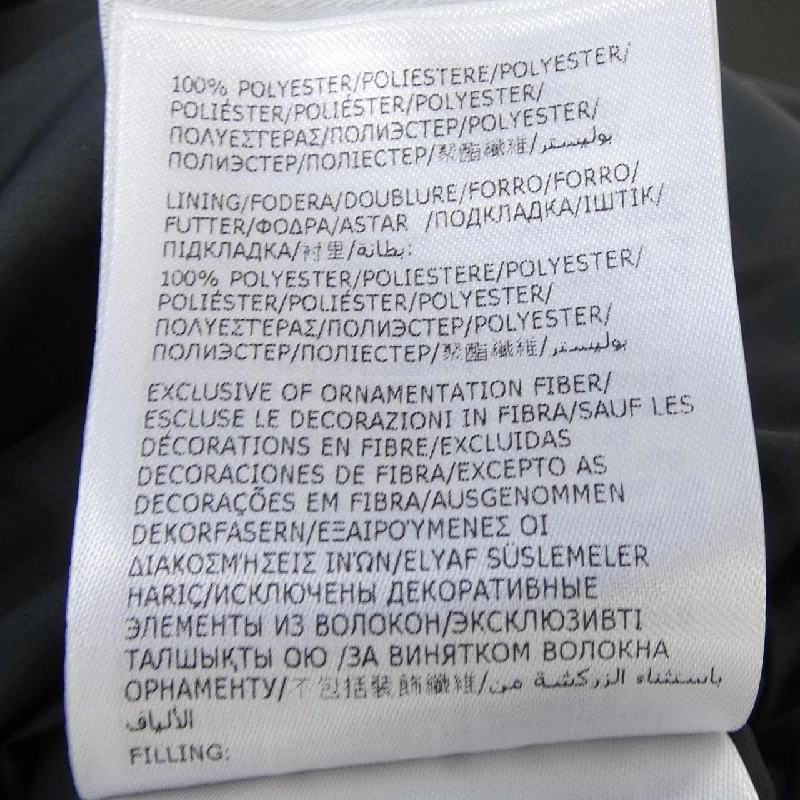 100% POLYESTER/POLIESTERE/POLYESTER/
POLIÉSTER/POLIÉSTER/POLYESTER/
ΠΟΛΥΕΣΤΕΡΑΣ/ПОЛИЭСТЕР/POLYESTER/
ПОЛИЭСТЕР/ПОЛІЕСТЕР/聚酯纖維/بوليستر
LINING/FODERA/DOUBLURE/FORRO/FORRO/
FUTTER/ΦΟΔΡΑ/ASTAR /ПОДКЛАДКА/ІШТІК/
ПІДКЛАДКА/衬里/بطانة:
100% POLYESTER/POLIESTERE/POLYESTER/
POLIÉSTER/POLIÉSTER/POLYESTER/
ΠΟΛΥΕΣΤΕΡΑΣ/ПОЛИЭСТЕР/POLYESTER/
ПОЛИЭСТЕР/ПОЛІЕСТЕР/聚酯纖維/بوليستر
EXCLUSIVE OF ORNAMENTATION FIBER/
ESCLUSE LE DECORAZIONI IN FIBRA/SAUF LES
DÉCORATIONS EN FIBRE/EXCLUIDAS
DECORACIONES DE FIBRA/EXCEPTO AS
DECORAÇÕES EM FIBRA/AUSGENOMMEN
DEKORFASERN/ΕΞΑΙΡΟΎΜΕΝΕΣ ΟΙ
ΔΙΑΚΟΣΜΉΣΕΙΣ ΙΝΏΝ/ELYAF SÜSLEMELER
HARIÇ/ИСКЛЮЧЕНЫ ДЕКОРАТИВНЫЕ
ЭЛЕМЕНТЫ ИЗ ВОЛОКОН/ЭКСКЛЮЗИВТІ
ТАЛШЫҚТЫ ОЮ /ЗА ВИНЯТКОМ ВОЛОКНА
ОРНАМЕНТУ/不包括裝飾纖維/باستثناء الزركشة من
الألياف
FILLING: